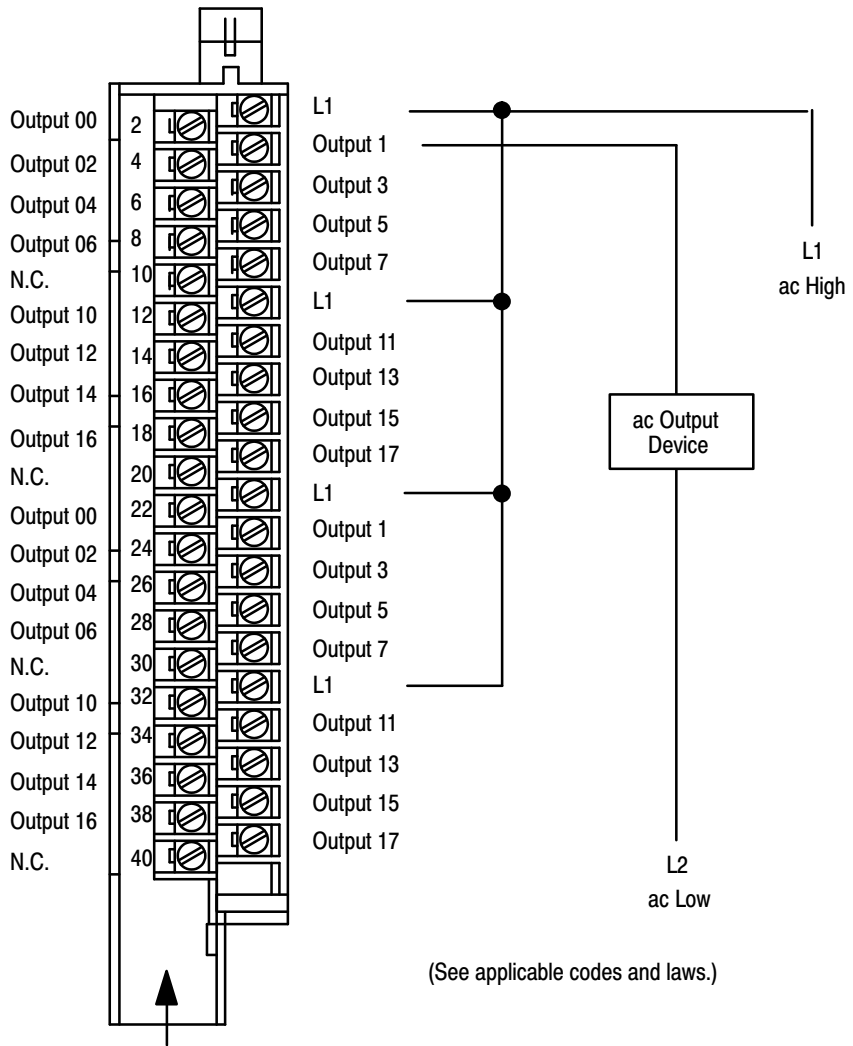 Output 00
Output 02
Output 04
Output 06
N.C.
Output 10
Output 12
Output 14
Output 16
N.C.
Output 00
Output 02
Output 04
Output 06
N.C.
Output 10
Output 12
Output 14
Output 16
N.C.
2
4
6
8
10
12
14
16
18
20
22
24
26
28
30
32
34
36
38
40
L1
Output 1
Output 3
Output 5
Output 7
L1
Output 11
Output 13
Output 15
Output 17
L1
Output 1
Output 3
Output 5
Output 7
L1
Output 11
Output 13
Output 15
Output 17
L1
ac High
ac Output
Device
L2
ac Low
(See applicable codes and laws.)